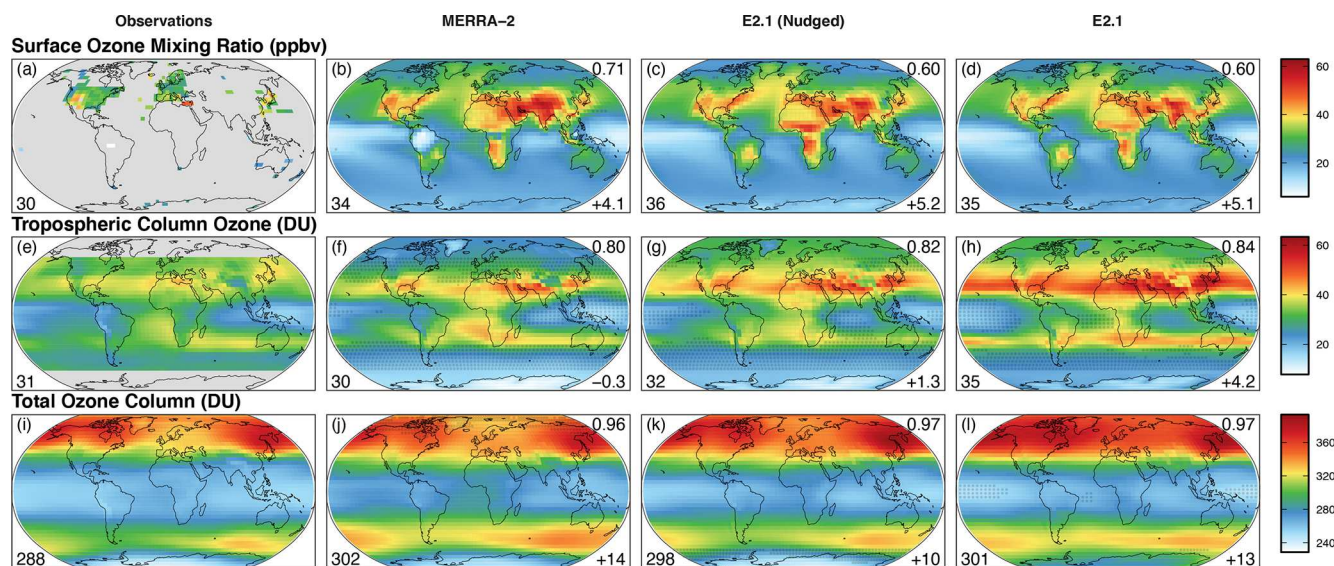 Observations MERRA−2 E2.1 (Nudged) E2.1
Surface Ozone Mixing Ratio (ppbv)
(a) (b) 0.71 (c) 0.60 (d) 0.60 60
40
20
30 34 +4.1 36 +5.2 35 +5.1
Tropospheric Column Ozone (DU)
(e) (f) 0.80 (g) 0.82 (h) 0.84 60
40
20
31 30 −0.3 32 +1.3 35 +4.2
Total Ozone Column (DU)
(i) (j) 0.96 (k) 0.97 (l) 0.97
360
320
280
240
288 302 +14 298 +10 301 +13